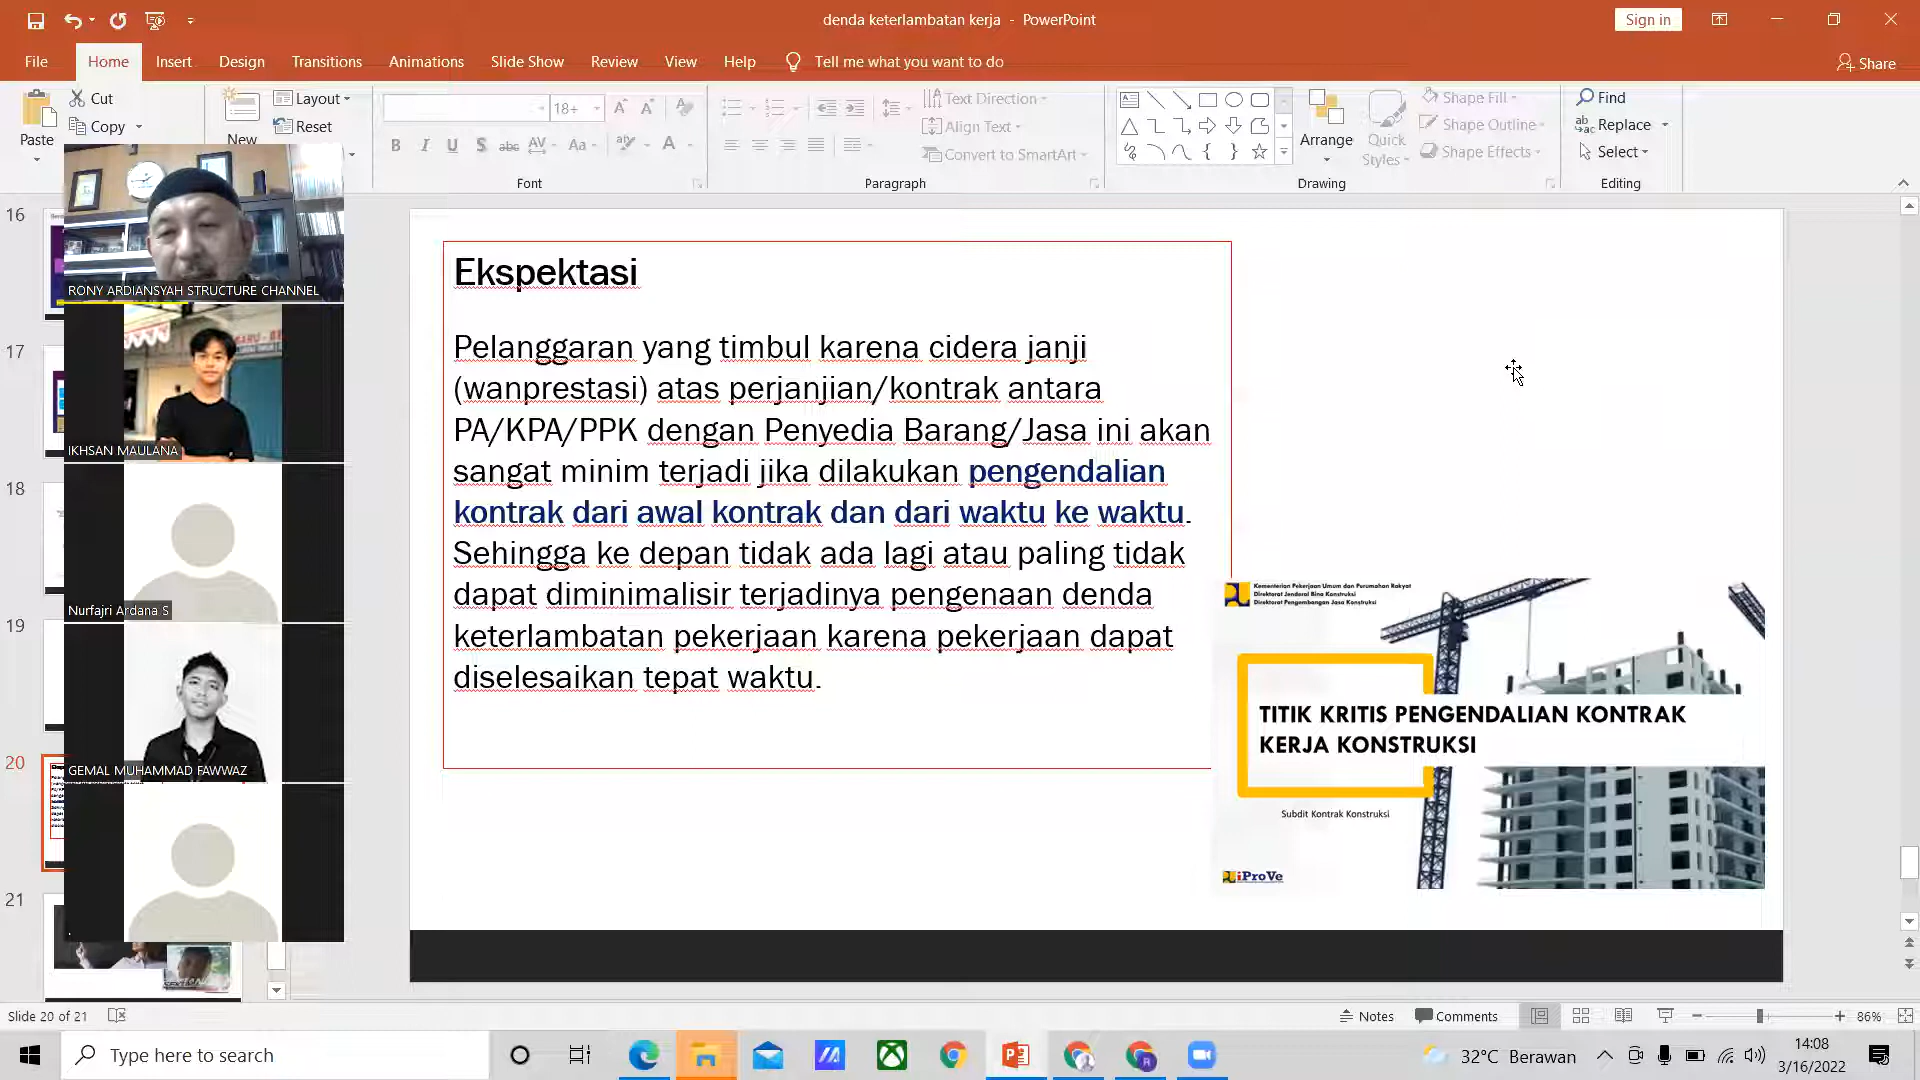 denda keterlambatan kerja - PowerPoint
Sign in
File Home Insert Design Transitions Animations Slide Show Review View Help Tell me what you want to do Share
Paste
Cut
Copy
New
Layout
Reset
18+
Font
Text Direction
Align Text
Convert to SmartArt
Paragraph
Arrange
Quick
Styles
Shape Fill
Shape Outline
Shape Effects
Drawing
Find
Replace
Select
Editing
16
17
18
19
20
21
RONY ARDIANSYAH STRUCTURE CHANNEL
IKHSAN MAULANA
Nurfajri Ardana S
GEMAL MUHAMMAD FAWWAZ
Ekspektasi
Pelanggaran yang timbul karena cidera janji
(wanprestasi) atas perjanjian/kontrak antara
PA/KPA/PPK dengan Penyedia Barang/Jasa ini akan
sangat minim terjadi jika dilakukan pengendalian
kontrak dari awal kontrak dan dari waktu ke waktu.
Sehingga ke depan tidak ada lagi atau paling tidak
dapat diminimalisir terjadinya pengenaan denda
keterlambatan pekerjaan karena pekerjaan dapat
diselesaikan tepat waktu.
Kementerian Pekerjaan Umum dan Perumahan Rakyat
Direktorat Jenderal Bina Konstruksi
Direktorat Pengembangan Jasa Konstruksi
TITIK KRITIS PENGENDALIAN KONTRAK
KERJA KONSTRUKSI
Subdit Kontrak Konstruksi
iProVe
Slide 20 of 21
Notes
Comments
86%
Type here to search
32°C Berawan
14:08
3/16/2022